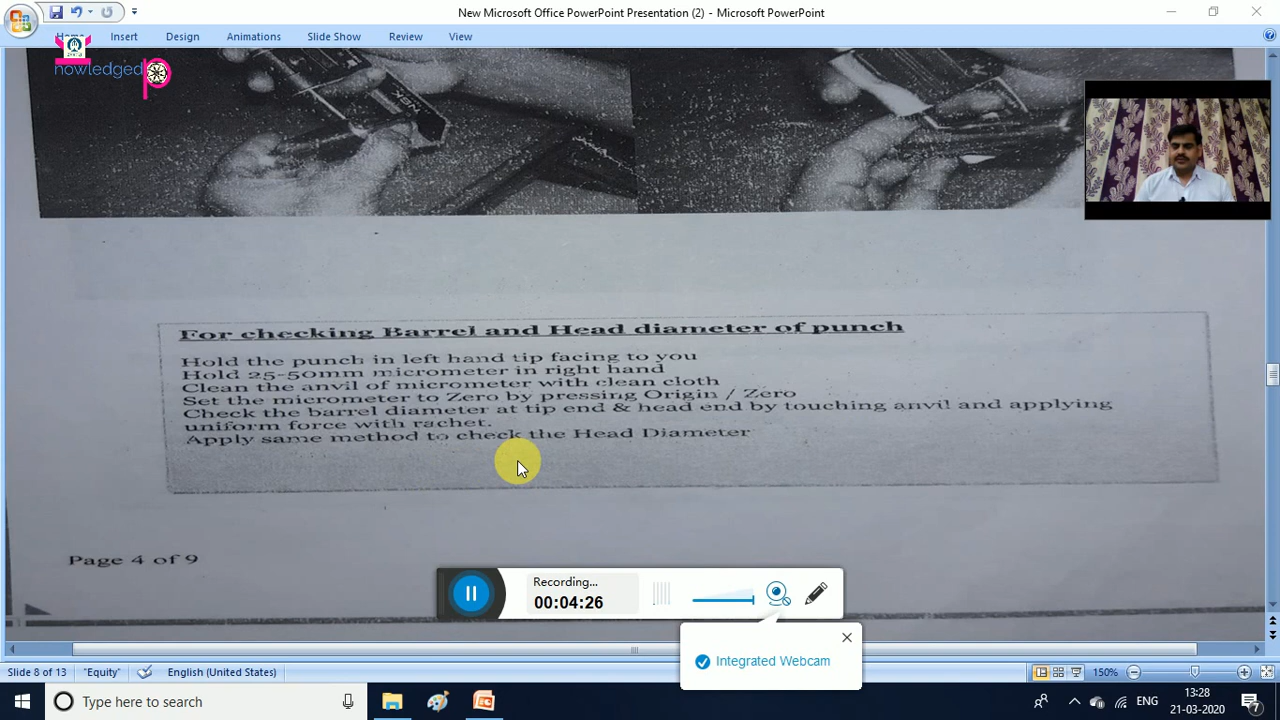 New Microsoft Office PowerPoint Presentation (2) - Microsoft PowerPoint
Home Insert Design Animations Slide Show Review View
nowledged
NSK
For checking Barrel and Head diameter of punch
Hold the punch in left hand tip facing to you
Hold 25-50mm micrometer in right hand
Clean the anvil of micrometer with clean cloth
Set the micrometer to Zero by pressing Origin / Zero
Check the barrel diameter at tip end & head end by touching anvil and applying
uniform force with rachet.
Apply same method to check the Head Diameter
Page 4 of 9
Recording...
00:04:26
Integrated Webcam
Slide 8 of 13 "Equity" English (United States) 150%
Type here to search
ENG
13:28
21-03-2020
7